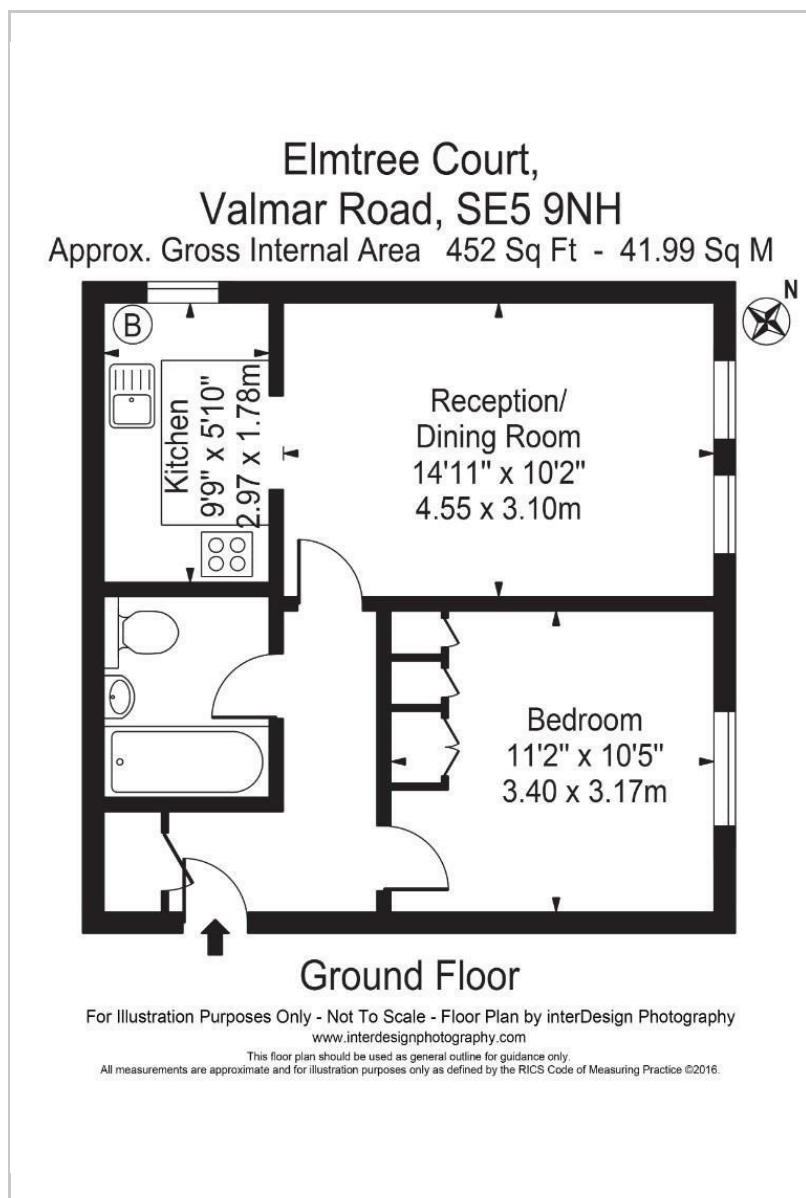 Elmtree Court,
Valmar Road, SE5 9NH
Approx. Gross Internal Area 452 Sq Ft - 41.99 Sq M
N
B
Kitchen
9'9" x 5'10"
2.97 x 1.78m
Reception/
Dining Room
14'11" x 10'2"
4.55 x 3.10m
Bedroom
11'2" x 10'5"
3.40 x 3.17m
Ground Floor
For Illustration Purposes Only - Not To Scale - Floor Plan by interDesign Photography
www.interdesignphotography.com
This floor plan should be used as general outline for guidance only.
All measurements are approximate and for illustration purposes only as defined by the RICS Code of Measuring Practice ©2016.